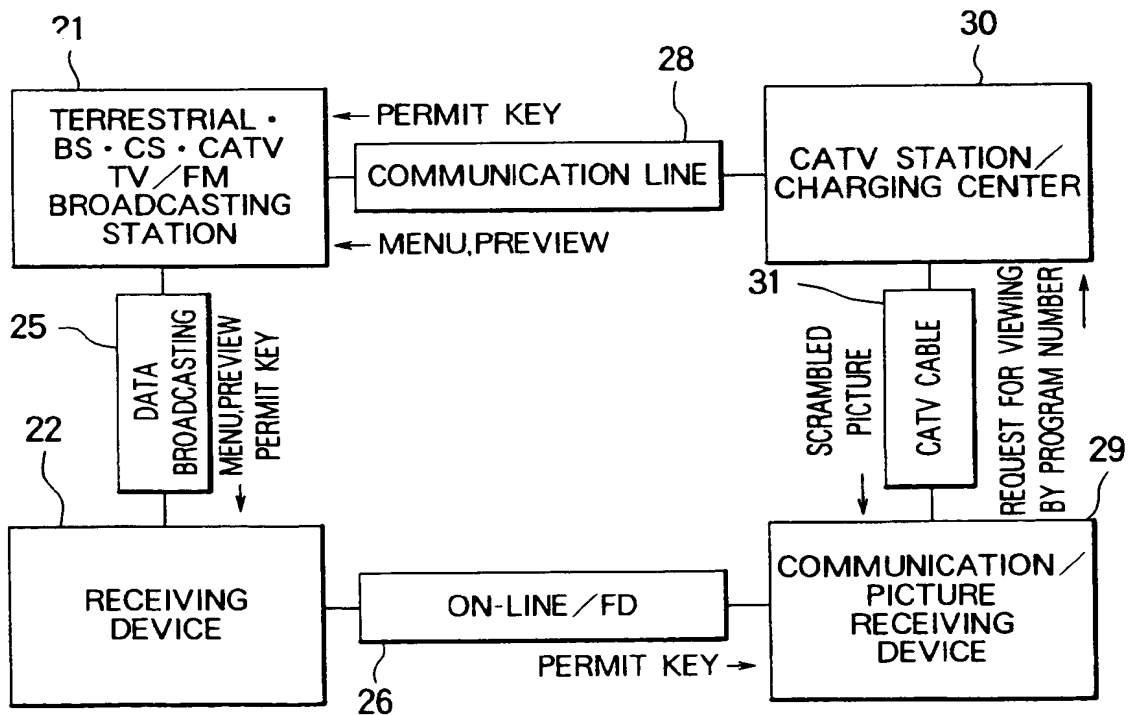 21
TERRESTRIAL・
BS・CS・CATV
TV／FM
BROADCASTING
STATION
← PERMIT KEY
28
COMMUNICATION LINE
← MENU,PREVIEW
30
CATV STATION／
CHARGING CENTER
25
DATA
BROADCASTING
MENU,PREVIEW
PERMIT KEY
↓
31
SCRAMBLED
PICTURE
↓
CATV CABLE
REQUEST FOR VIEWING
BY PROGRAM NUMBER
↑
22
RECEIVING
DEVICE
ON-LINE／FD
26
PERMIT KEY →
29
COMMUNICATION／
PICTURE
RECEIVING
DEVICE